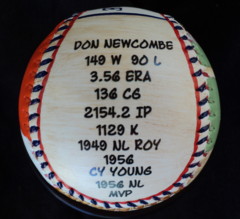 DON NEWCOMBE
149 W 90 L
3.56 ERA
136 CG
2154.2 IP
1129 K
1949 NL ROY
1956
CY YOUNG
1956 NL
MVP